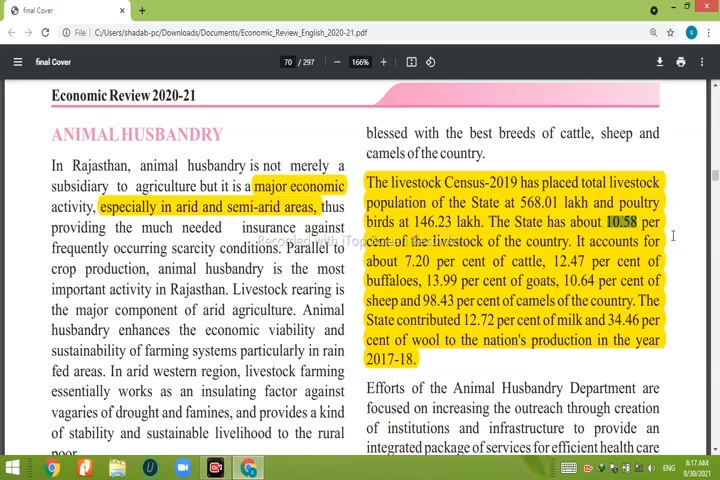 final Cover
File
C:/Users/shadab-pc/Downloads/Documents/Economic_Review_English_2020-21.pdf
final Cover
70 / 297
166%
Economic Review 2020-21
ANIMAL HUSBANDRY
In Rajasthan, animal husbandry is not merely a
subsidiary to agriculture but it is a major economic
activity, especially in arid and semi-arid areas, thus
providing the much needed insurance against
frequently occurring scarcity conditions. Parallel to
crop production, animal husbandry is the most
important activity in Rajasthan. Livestock rearing is
the major component of arid agriculture. Animal
husbandry enhances the economic viability and
sustainability of farming systems particularly in rain
fed areas. In arid western region, livestock farming
essentially works as an insulating factor against
vagaries of drought and famines, and provides a kind
of stability and sustainable livelihood to the rural
poor.
blessed with the best breeds of cattle, sheep and
camels of the country.
The livestock Census-2019 has placed total livestock
population of the State at 568.01 lakh and poultry
birds at 146.23 lakh. The State has about 10.58 per
cent of the livestock of the country. It accounts for
about 7.20 per cent of cattle, 12.47 per cent of
buffaloes, 13.99 per cent of goats, 10.64 per cent of
sheep and 98.43 per cent of camels of the country. The
State contributed 12.72 per cent of milk and 34.46 per
cent of wool to the nation's production in the year
2017-18.
Efforts of the Animal Husbandry Department are
focused on increasing the outreach through creation
of institutions and infrastructure to provide an
integrated package of services for efficient health care
Recorded with iTop Screen Recorder
ENG
8:17 AM
8/30/2021